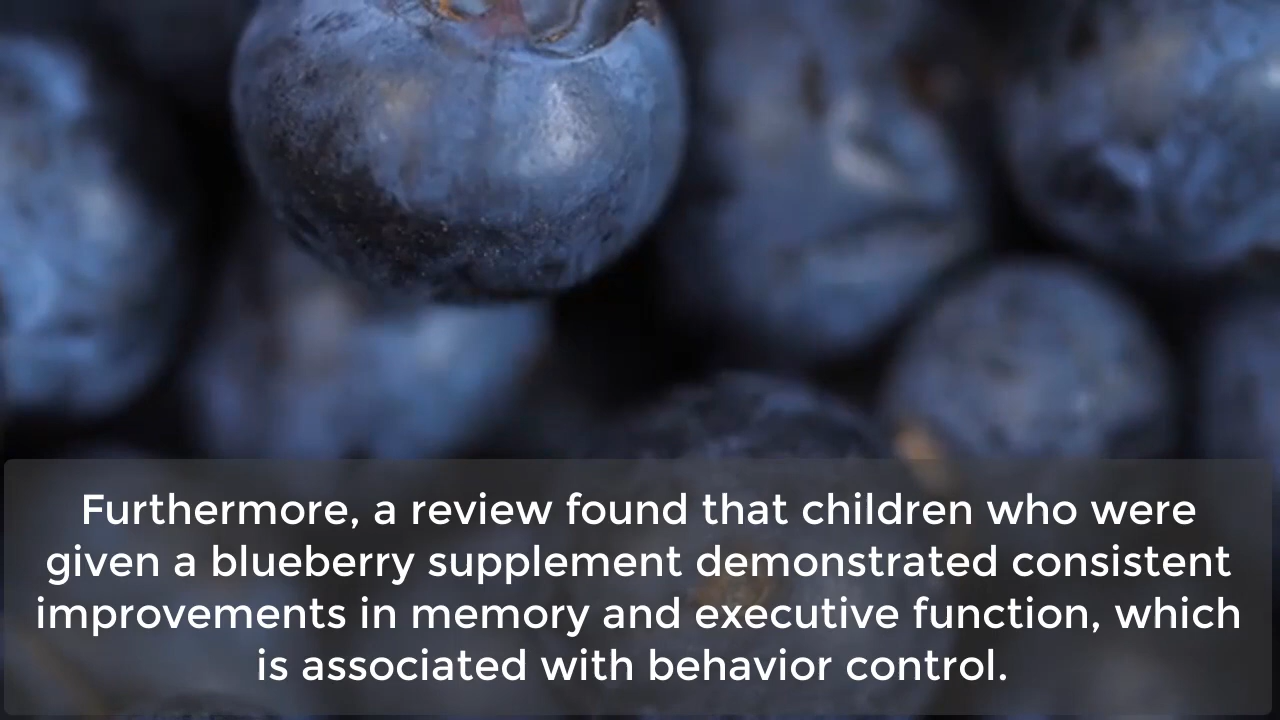 Furthermore, a review found that children who were
given a blueberry supplement demonstrated consistent
improvements in memory and executive function, which
is associated with behavior control.